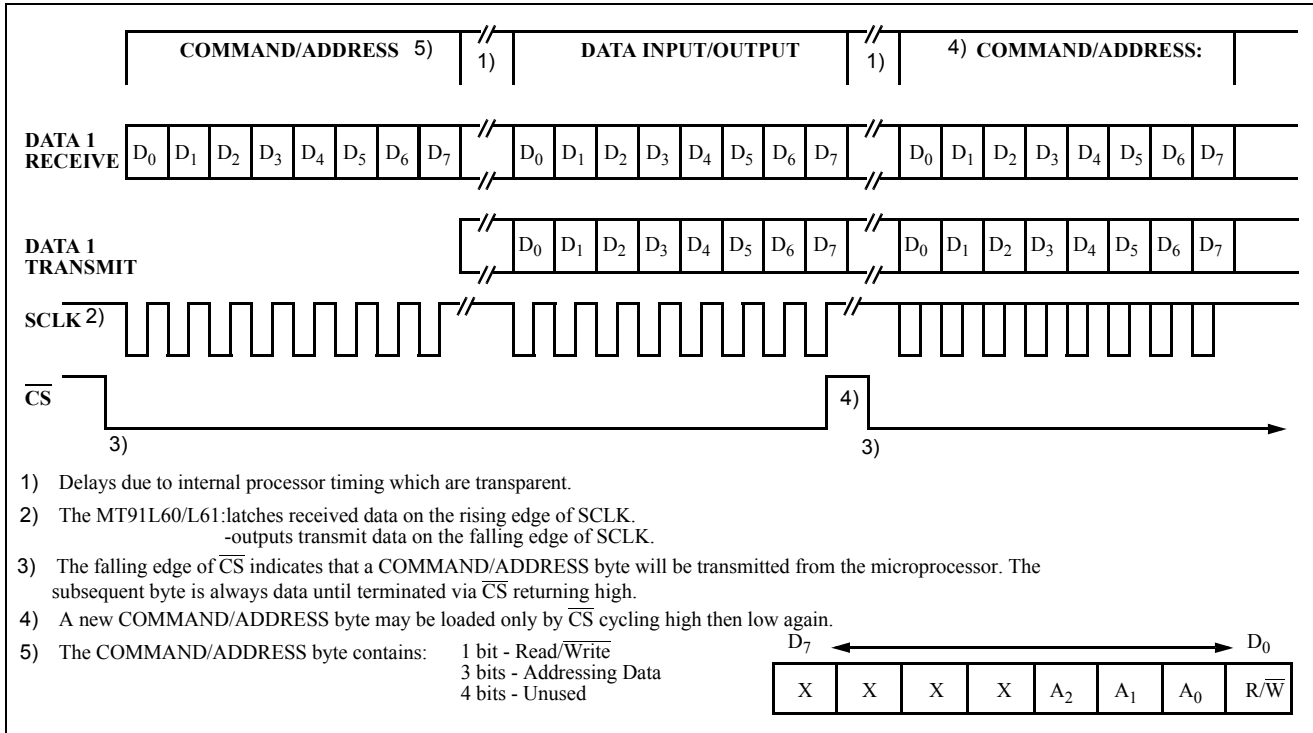 COMMAND/ADDRESS 5) 1) DATA INPUT/OUTPUT 1) 4) COMMAND/ADDRESS:
DATA 1
RECEIVE D0 D1 D2 D3 D4 D5 D6 D7 D0 D1 D2 D3 D4 D5 D6 D7 D0 D1 D2 D3 D4 D5 D6 D7
DATA 1
TRANSMIT D0 D1 D2 D3 D4 D5 D6 D7 D0 D1 D2 D3 D4 D5 D6 D7
SCLK 2)
C̅S̅ 4)
3) 3)
1) Delays due to internal processor timing which are transparent.
2) The MT91L60/L61:latches received data on the rising edge of SCLK.
-outputs transmit data on the falling edge of SCLK.
3) The falling edge of C̅S̅ indicates that a COMMAND/ADDRESS byte will be transmitted from the microprocessor. The
subsequent byte is always data until terminated via C̅S̅ returning high.
4) A new COMMAND/ADDRESS byte may be loaded only by C̅S̅ cycling high then low again.
5) The COMMAND/ADDRESS byte contains: 1 bit - Read/W̅r̅i̅t̅e̅
3 bits - Addressing Data
4 bits - Unused
D7 D0
X X X X A2 A1 A0 R/W̅